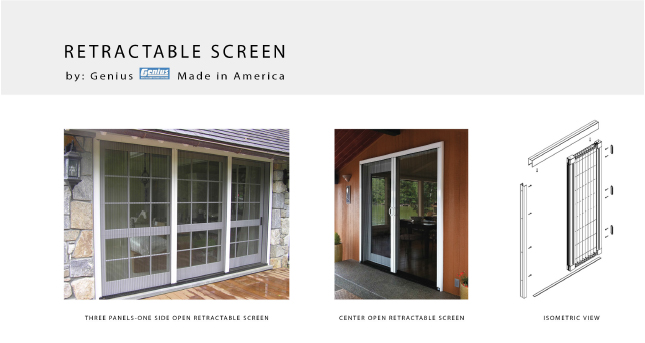 RETRACTABLE SCREEN
by: Genius Genius Made in America
THREE PANELS-ONE SIDE OPEN RETRACTABLE SCREEN
CENTER OPEN RETRACTABLE SCREEN
ISOMETRIC VIEW